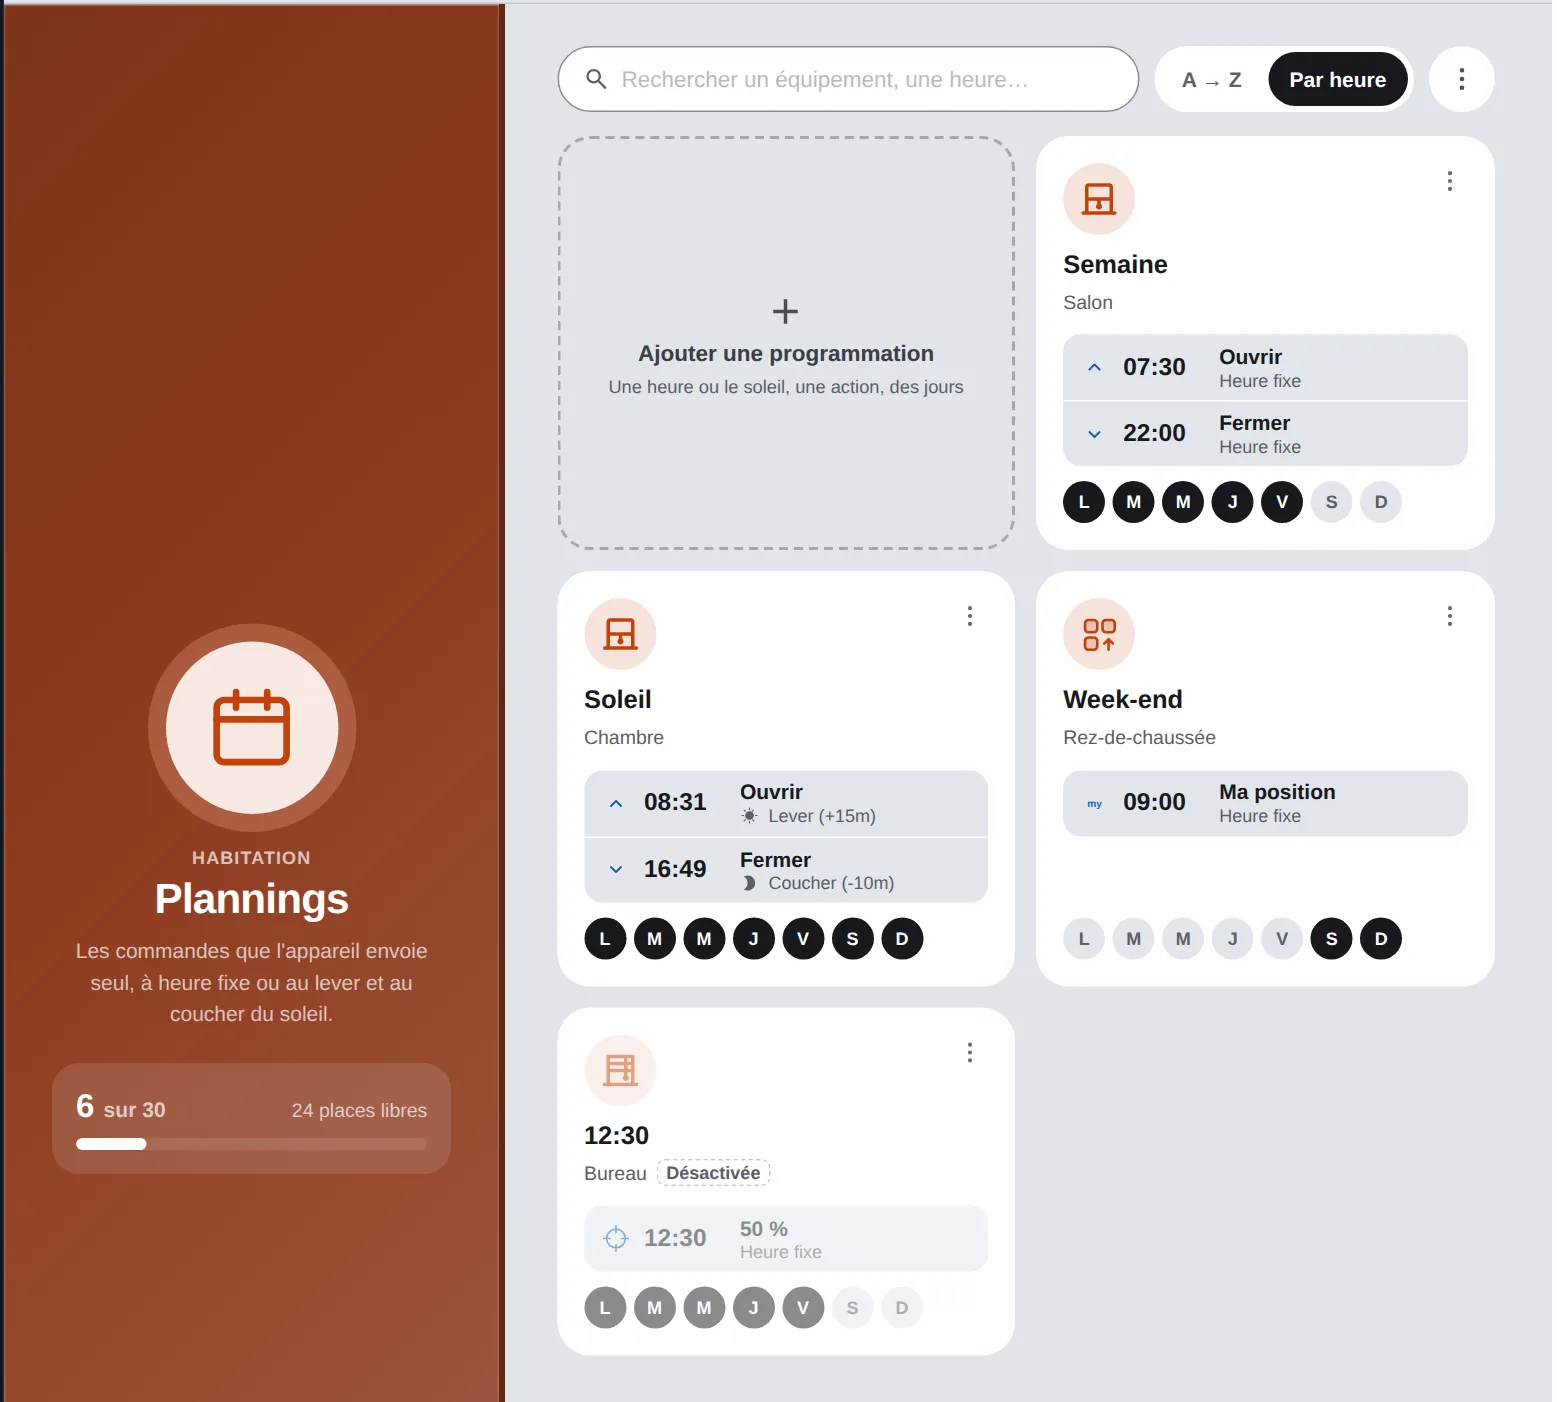 Rechercher un équipement, une heure…
A → Z
Par heure
HABITATION
Plannings
Les commandes que l'appareil envoie
seul, à heure fixe ou au lever et au
coucher du soleil.
6 sur 30
24 places libres
Ajouter une programmation
Une heure ou le soleil, une action, des jours
Semaine
Salon
07:30
Ouvrir
Heure fixe
22:00
Fermer
Heure fixe
L M M J V S D
Soleil
Chambre
08:31
Ouvrir
Lever (+15m)
16:49
Fermer
Coucher (-10m)
L M M J V S D
Week-end
Rez-de-chaussée
my
09:00
Ma position
Heure fixe
L M M J V S D
12:30
Bureau Désactivée
12:30
50 %
Heure fixe
L M M J V S D